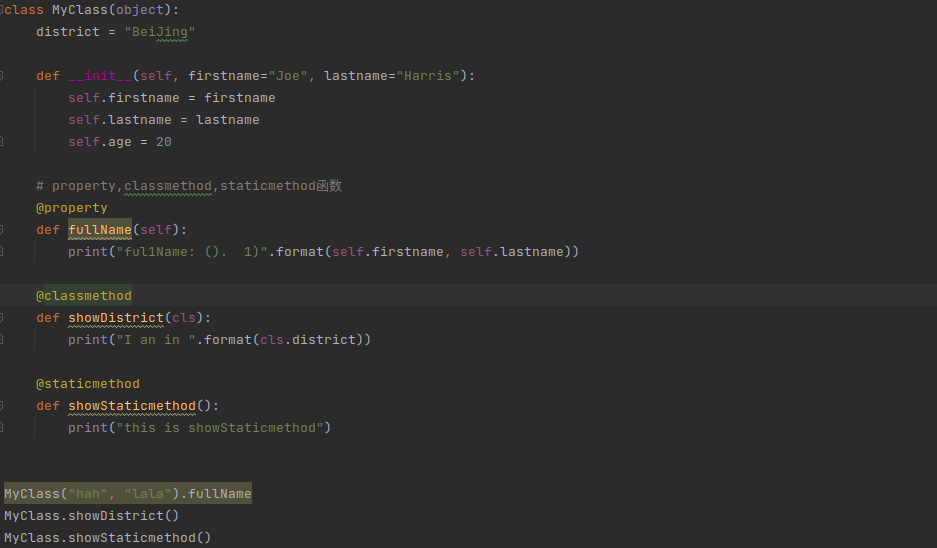 class MyClass(object):
    district = "BeiJing"

    def __init__(self, firstname="Joe", lastname="Harris"):
        self.firstname = firstname
        self.lastname = lastname
        self.age = 20

    # property,classmethod,staticmethod函数
    @property
    def fullName(self):
        print("ful1Name: ().  1)".format(self.firstname, self.lastname))

    @classmethod
    def showDistrict(cls):
        print("I an in ".format(cls.district))

    @staticmethod
    def showStaticmethod():
        print("this is showStaticmethod")


MyClass("hah", "lala").fullName
MyClass.showDistrict()
MyClass.showStaticmethod()